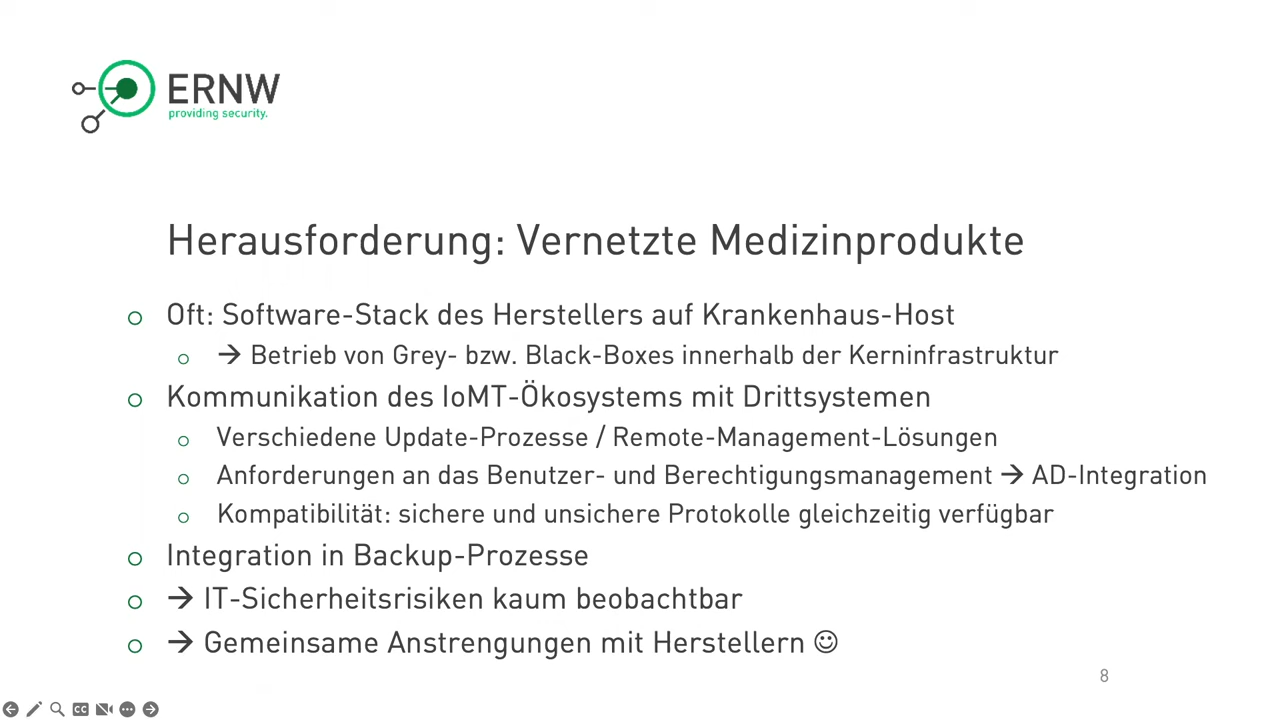 ERNW
providing security.
Herausforderung: Vernetzte Medizinprodukte
Oft: Software-Stack des Herstellers auf Krankenhaus-Host
→ Betrieb von Grey- bzw. Black-Boxes innerhalb der Kerninfrastruktur
Kommunikation des IoMT-Ökosystems mit Drittsystemen
Verschiedene Update-Prozesse / Remote-Management-Lösungen
Anforderungen an das Benutzer- und Berechtigungsmanagement → AD-Integration
Kompatibilität: sichere und unsichere Protokolle gleichzeitig verfügbar
Integration in Backup-Prozesse
→ IT-Sicherheitsrisiken kaum beobachtbar
→ Gemeinsame Anstrengungen mit Herstellern ☺
8
CC